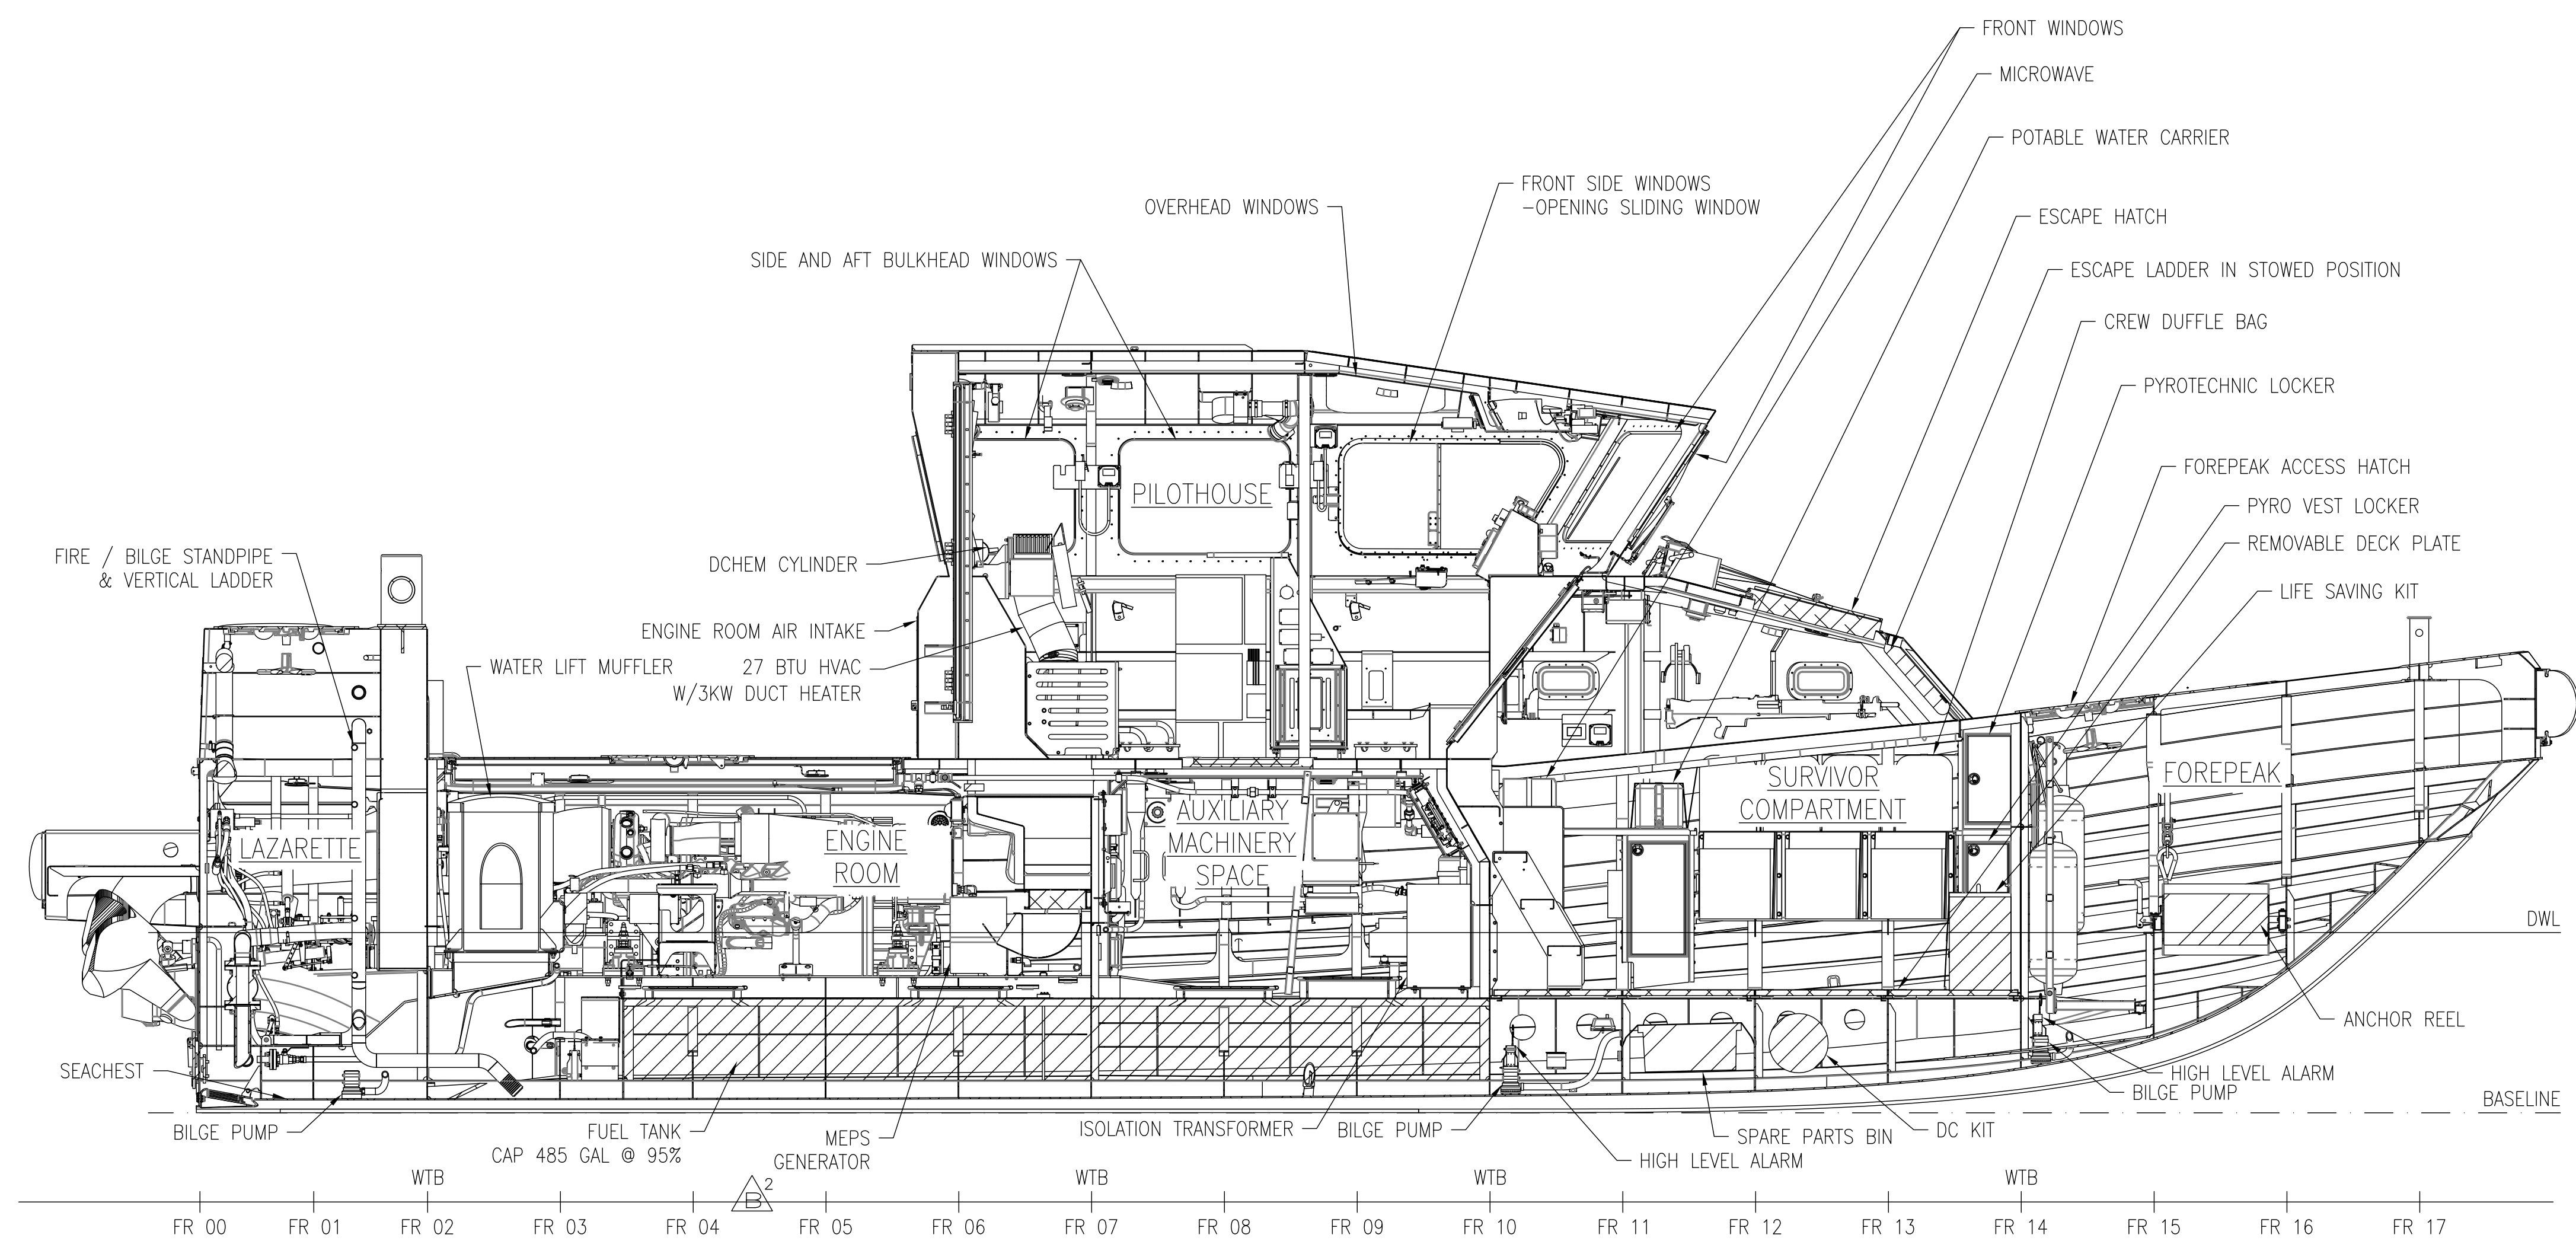 FRONT WINDOWS
MICROWAVE
POTABLE WATER CARRIER
FRONT SIDE WINDOWS
-OPENING SLIDING WINDOW
OVERHEAD WINDOWS
ESCAPE HATCH
SIDE AND AFT BULKHEAD WINDOWS
ESCAPE LADDER IN STOWED POSITION
CREW DUFFLE BAG
PYROTECHNIC LOCKER
FOREPEAK ACCESS HATCH
PILOTHOUSE
PYRO VEST LOCKER
REMOVABLE DECK PLATE
FIRE / BILGE STANDPIPE
& VERTICAL LADDER
DCHEM CYLINDER
LIFE SAVING KIT
ENGINE ROOM AIR INTAKE
WATER LIFT MUFFLER
27 BTU HVAC
W/3KW DUCT HEATER
SURVIVOR
COMPARTMENT
FOREPEAK
AUXILIARY
MACHINERY
SPACE
ENGINE
ROOM
LAZARETTE
DWL
ANCHOR REEL
SEACHEST
HIGH LEVEL ALARM
BILGE PUMP
BASELINE
BILGE PUMP
FUEL TANK
CAP 485 GAL @ 95%
MEPS
GENERATOR
ISOLATION TRANSFORMER
BILGE PUMP
HIGH LEVEL ALARM
SPARE PARTS BIN
DC KIT
WTB
B 2
WTB
WTB
WTB
FR 00
FR 01
FR 02
FR 03
FR 04
FR 05
FR 06
FR 07
FR 08
FR 09
FR 10
FR 11
FR 12
FR 13
FR 14
FR 15
FR 16
FR 17